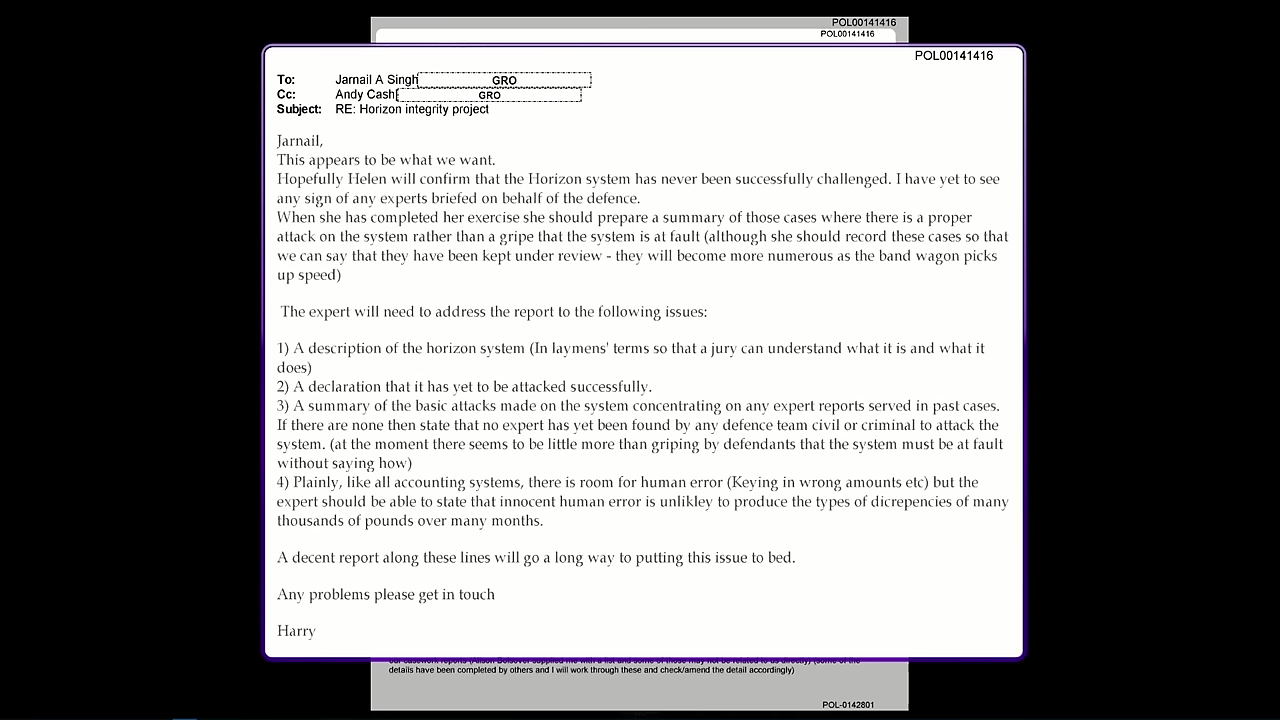 POL00141416
POL00141416
POL00141416
To: Jarnail A Singh GRO
Cc: Andy Cash GRO
Subject: RE: Horizon integrity project
Jarnail,
This appears to be what we want.
Hopefully Helen will confirm that the Horizon system has never been successfully challenged. I have yet to see
any sign of any experts briefed on behalf of the defence.
When she has completed her exercise she should prepare a summary of those cases where there is a proper
attack on the system rather than a gripe that the system is at fault (although she should record these cases so that
we can say that they have been kept under review - they will become more numerous as the band wagon picks
up speed)
The expert will need to address the report to the following issues:
1) A description of the horizon system (In laymens' terms so that a jury can understand what it is and what it
does)
2) A declaration that it has yet to be attacked successfully.
3) A summary of the basic attacks made on the system concentrating on any expert reports served in past cases.
If there are none then state that no expert has yet been found by any defence team civil or criminal to attack the
system. (at the moment there seems to be little more than griping by defendants that the system must be at fault
without saying how)
4) Plainly, like all accounting systems, there is room for human error (Keying in wrong amounts etc) but the
expert should be able to state that innocent human error is unlikley to produce the types of dicrepencies of many
thousands of pounds over many months.
A decent report along these lines will go a long way to putting this issue to bed.
Any problems please get in touch
Harry
details have been completed by others and I will work through these and check/amend the detail accordingly)
POL-0142801